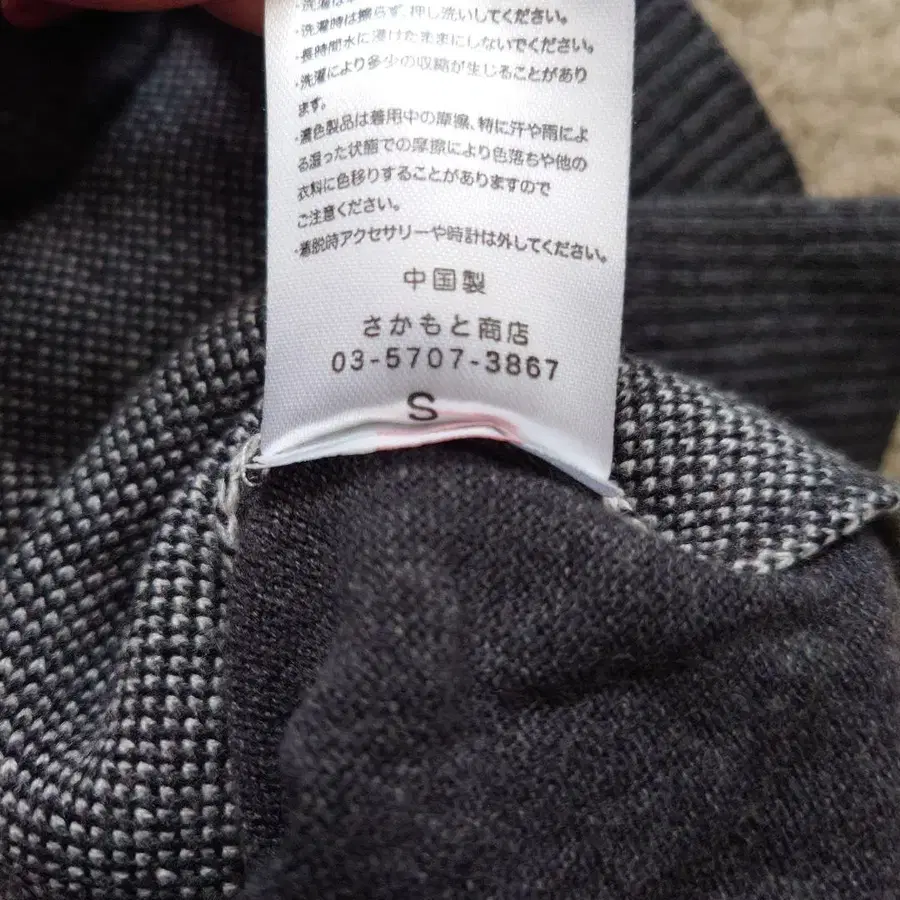 ・洗濯時は擦らず、押し洗いしてください。
・長時間水に浸けたままにしないでください。
・洗濯により多少の収縮が生じることがあり
ます。
・濃色製品は着用中の摩擦、特に汗や雨によ
る湿った状態での摩擦により色落ちや他の
衣料に色移りすることがありますので
ご注意ください。
・着脱時アクセサリーや時計は外してください。
中国製
さかもと商店
03-5707-3867
S